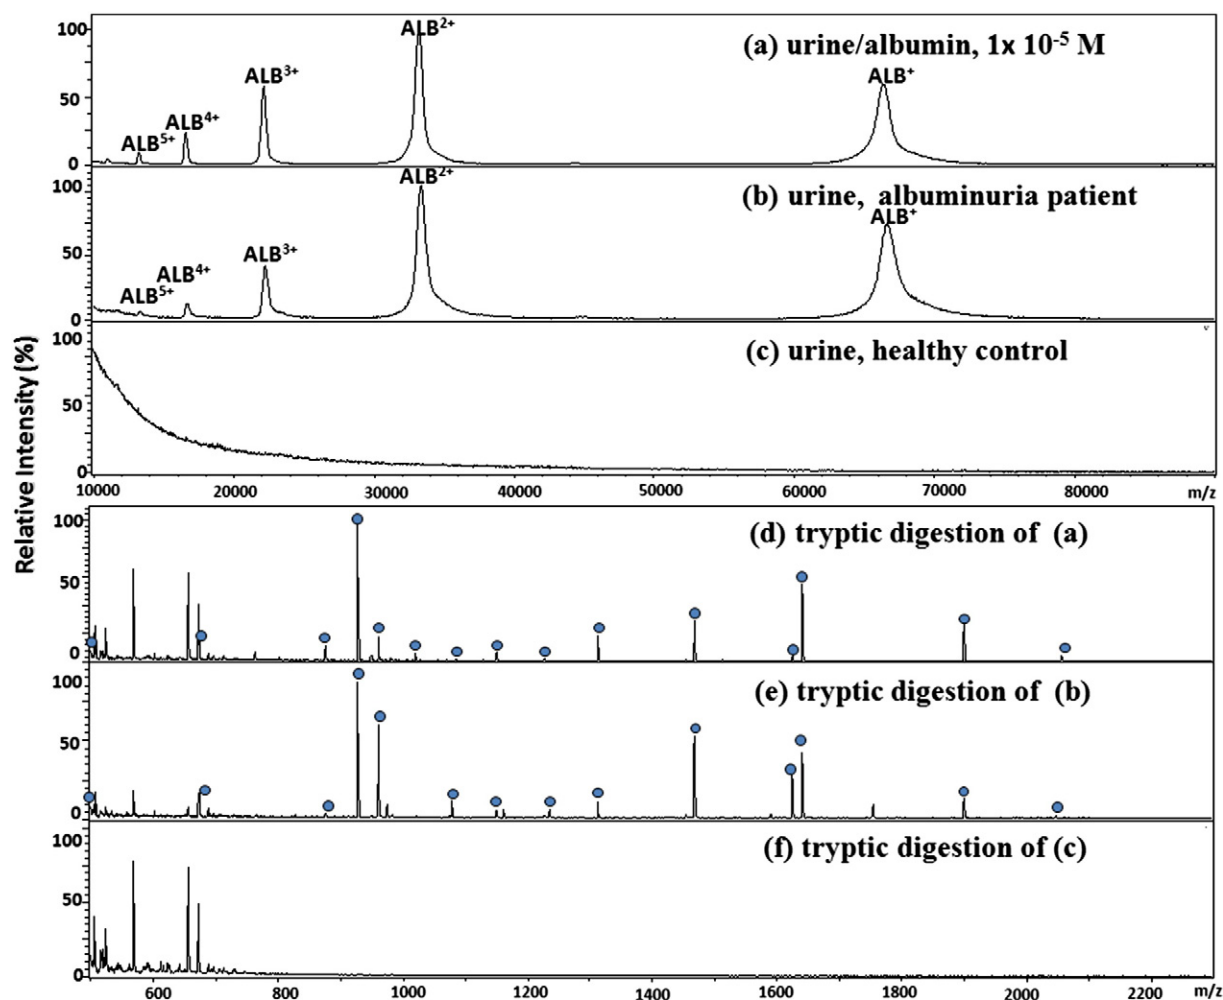 Relative Intensity (%)
ALB2+
(a) urine/albumin, 1x 10-5 M
100
ALB3+
ALB+
50
ALB4+
ALB5+
0
ALB2+
100
(b) urine, albuminuria patient
ALB+
50
ALB3+
ALB4+
ALB5+
0
v
100
(c) urine, healthy control
50
0
10000 20000 30000 40000 50000 60000 70000 80000 m/z
100
(d) tryptic digestion of (a)
50
0
100
(e) tryptic digestion of (b)
50
0
100
(f) tryptic digestion of (c)
50
0
600 800 1000 1200 1400 1600 1800 2000 2200 m/z